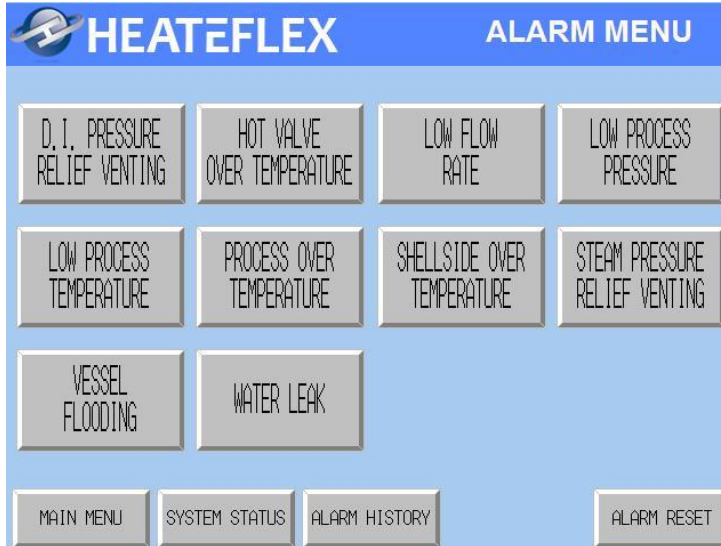 HEATEFLEX
ALARM MENU
D.I. PRESSURE
RELIEF VENTING
HOT VALVE
OVER TEMPERATURE
LOW FLOW
RATE
LOW PROCESS
PRESSURE
LOW PROCESS
TEMPERATURE
PROCESS OVER
TEMPERATURE
SHELLSIDE OVER
TEMPERATURE
STEAM PRESSURE
RELIEF VENTING
VESSEL
FLOODING
WATER LEAK
MAIN MENU
SYSTEM STATUS
ALARM HISTORY
ALARM RESET